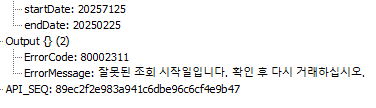 startDate: 20257125
endDate: 20250225
Output {} (2)
ErrorCode: 80002311
ErrorMessage: 잘못된 조회 시작일입니다. 확인 후 다시 거래하십시오.
API_SEQ: 89ec2f2e983a941c6dbe96c6cf4e9b47